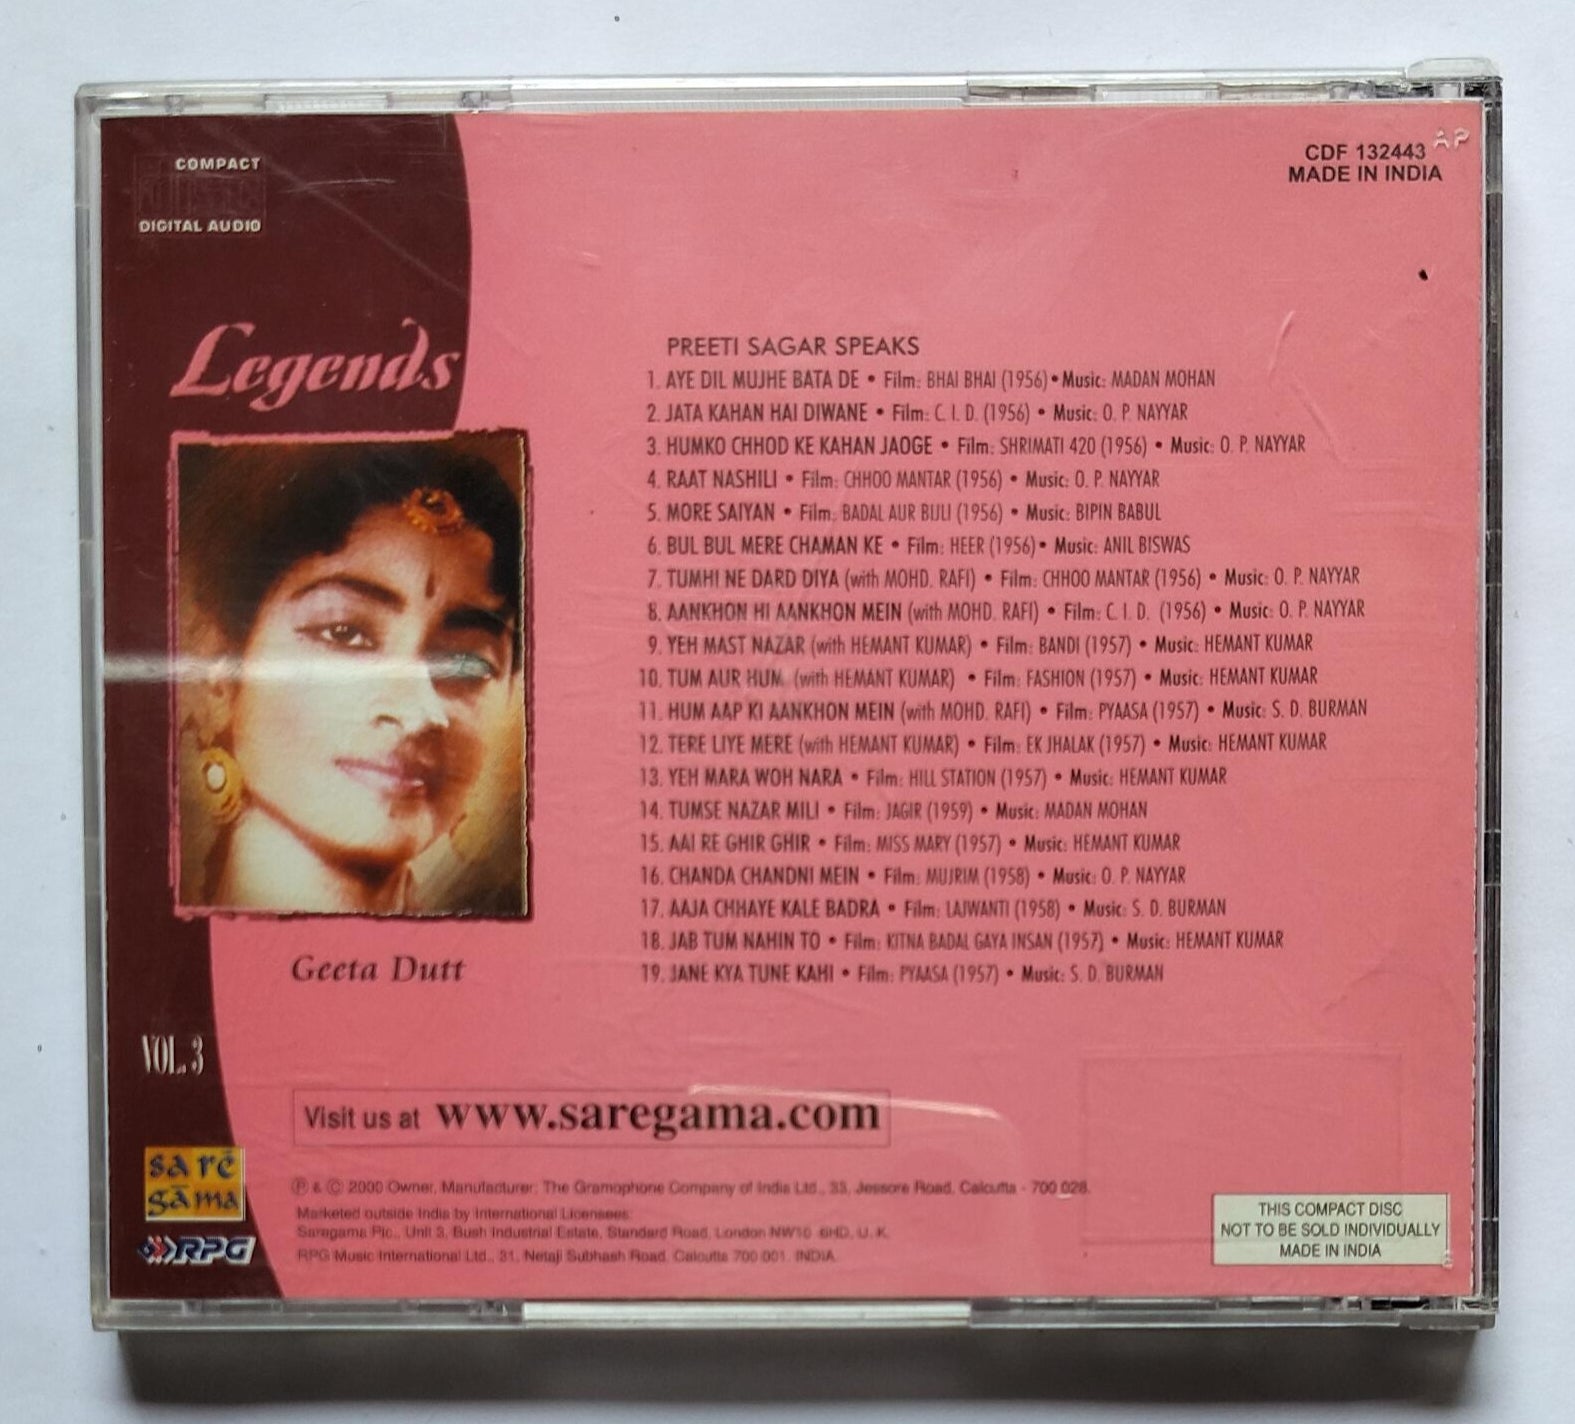 COMPACT
DIGITAL AUDIO
CDF 132443
MADE IN INDIA
AP
Legends
PREETI SAGAR SPEAKS
1. AYE DIL MUJHE BATA DE • Film: BHAI BHAI (1956) • Music: MADAN MOHAN
2. JATA KAHAN HAI DIWANE • Film: C. I. D. (1956) • Music: O. P. NAYYAR
3. HUMKO CHHOD KE KAHAN JAOGE • Film: SHRIMATI 420 (1956) • Music: O. P. NAYYAR
4. RAAT NASHILI • Film: CHHOO MANTAR (1956) • Music: O. P. NAYYAR
5. MORE SAIYAN • Film: BADAL AUR BIJLI (1956) • Music: BIPIN BABUL
6. BUL BUL MERE CHAMAN KE • Film: HEER (1956) • Music: ANIL BISWAS
7. TUMHI NE DARD DIYA (with MOHD. RAFI) • Film: CHHOO MANTAR (1956) • Music: O. P. NAYYAR
8. AANKHON HI AANKHON MEIN (with MOHD. RAFI) • Film: C. I. D. (1956) • Music: O. P. NAYYAR
9. YEH MAST NAZAR (with HEMANT KUMAR) • Film: BANDI (1957) • Music: HEMANT KUMAR
10. TUM AUR HUM (with HEMANT KUMAR) • Film: FASHION (1957) • Music: HEMANT KUMAR
11. HUM AAP KI AANKHON MEIN (with MOHD. RAFI) • Film: PYAASA (1957) • Music: S. D. BURMAN
12. TERE LIYE MERE (with HEMANT KUMAR) • Film: EK JHALAK (1957) • Music: HEMANT KUMAR
13. YEH MARA WOH NARA • Film: HILL STATION (1957) • Music: HEMANT KUMAR
14. TUMSE NAZAR MILI • Film: JAGIR (1959) • Music: MADAN MOHAN
15. AAI RE GHIR GHIR • Film: MISS MARY (1957) • Music: HEMANT KUMAR
16. CHANDA CHANDNI MEIN • Film: MUJRIM (1958) • Music: O. P. NAYYAR
17. AAJA CHHAYE KALE BADRA • Film: LAJWANTI (1958) • Music: S. D. BURMAN
18. JAB TUM NAHIN TO • Film: KITNA BADAL GAYA INSAN (1957) • Music: HEMANT KUMAR
19. JANE KYA TUNE KAHI • Film: PYAASA (1957) • Music: S. D. BURMAN
Geeta Dutt
VOL. 3
Visit us at www.saregama.com
sa rē
gā ma
RPG
℗ & © 2000 Owner, Manufacturer: The Gramophone Company of India Ltd., 33, Jessore Road, Calcutta - 700 028.
Marketed outside India by International Licensees:
Saregama Plc., Unit 3, Bush Industrial Estate, Standard Road, London NW10 6HD, U. K.
RPG Music International Ltd., 31, Netaji Subhash Road, Calcutta 700 001. INDIA
THIS COMPACT DISC
NOT TO BE SOLD INDIVIDUALLY
MADE IN INDIA